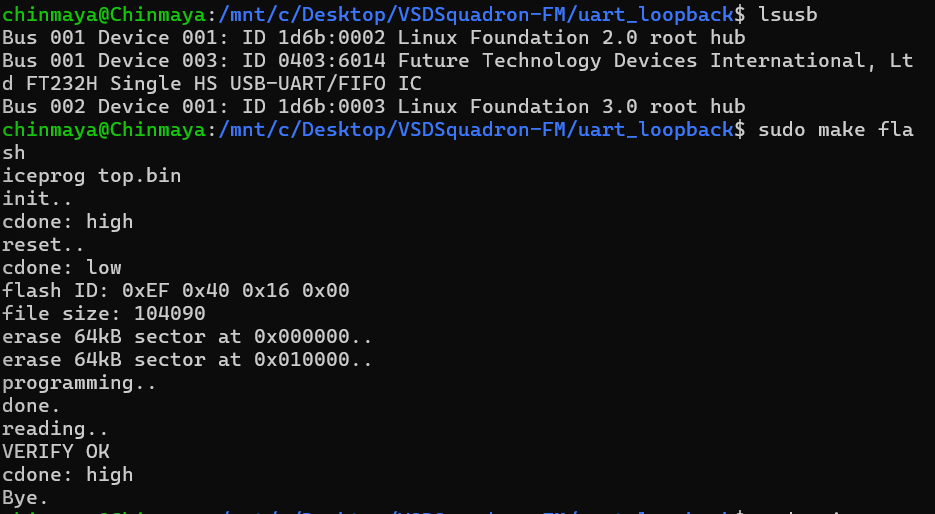 chinmaya@Chinmaya:/mnt/c/Desktop/VSDSquadron-FM/uart_loopback$ lsusb
Bus 001 Device 001: ID 1d6b:0002 Linux Foundation 2.0 root hub
Bus 001 Device 003: ID 0403:6014 Future Technology Devices International, Lt
d FT232H Single HS USB-UART/FIFO IC
Bus 002 Device 001: ID 1d6b:0003 Linux Foundation 3.0 root hub
chinmaya@Chinmaya:/mnt/c/Desktop/VSDSquadron-FM/uart_loopback$ sudo make fla
sh
iceprog top.bin
init..
cdone: high
reset..
cdone: low
flash ID: 0xEF 0x40 0x16 0x00
file size: 104090
erase 64kB sector at 0x000000..
erase 64kB sector at 0x010000..
programming..
done.
reading..
VERIFY OK
cdone: high
Bye.